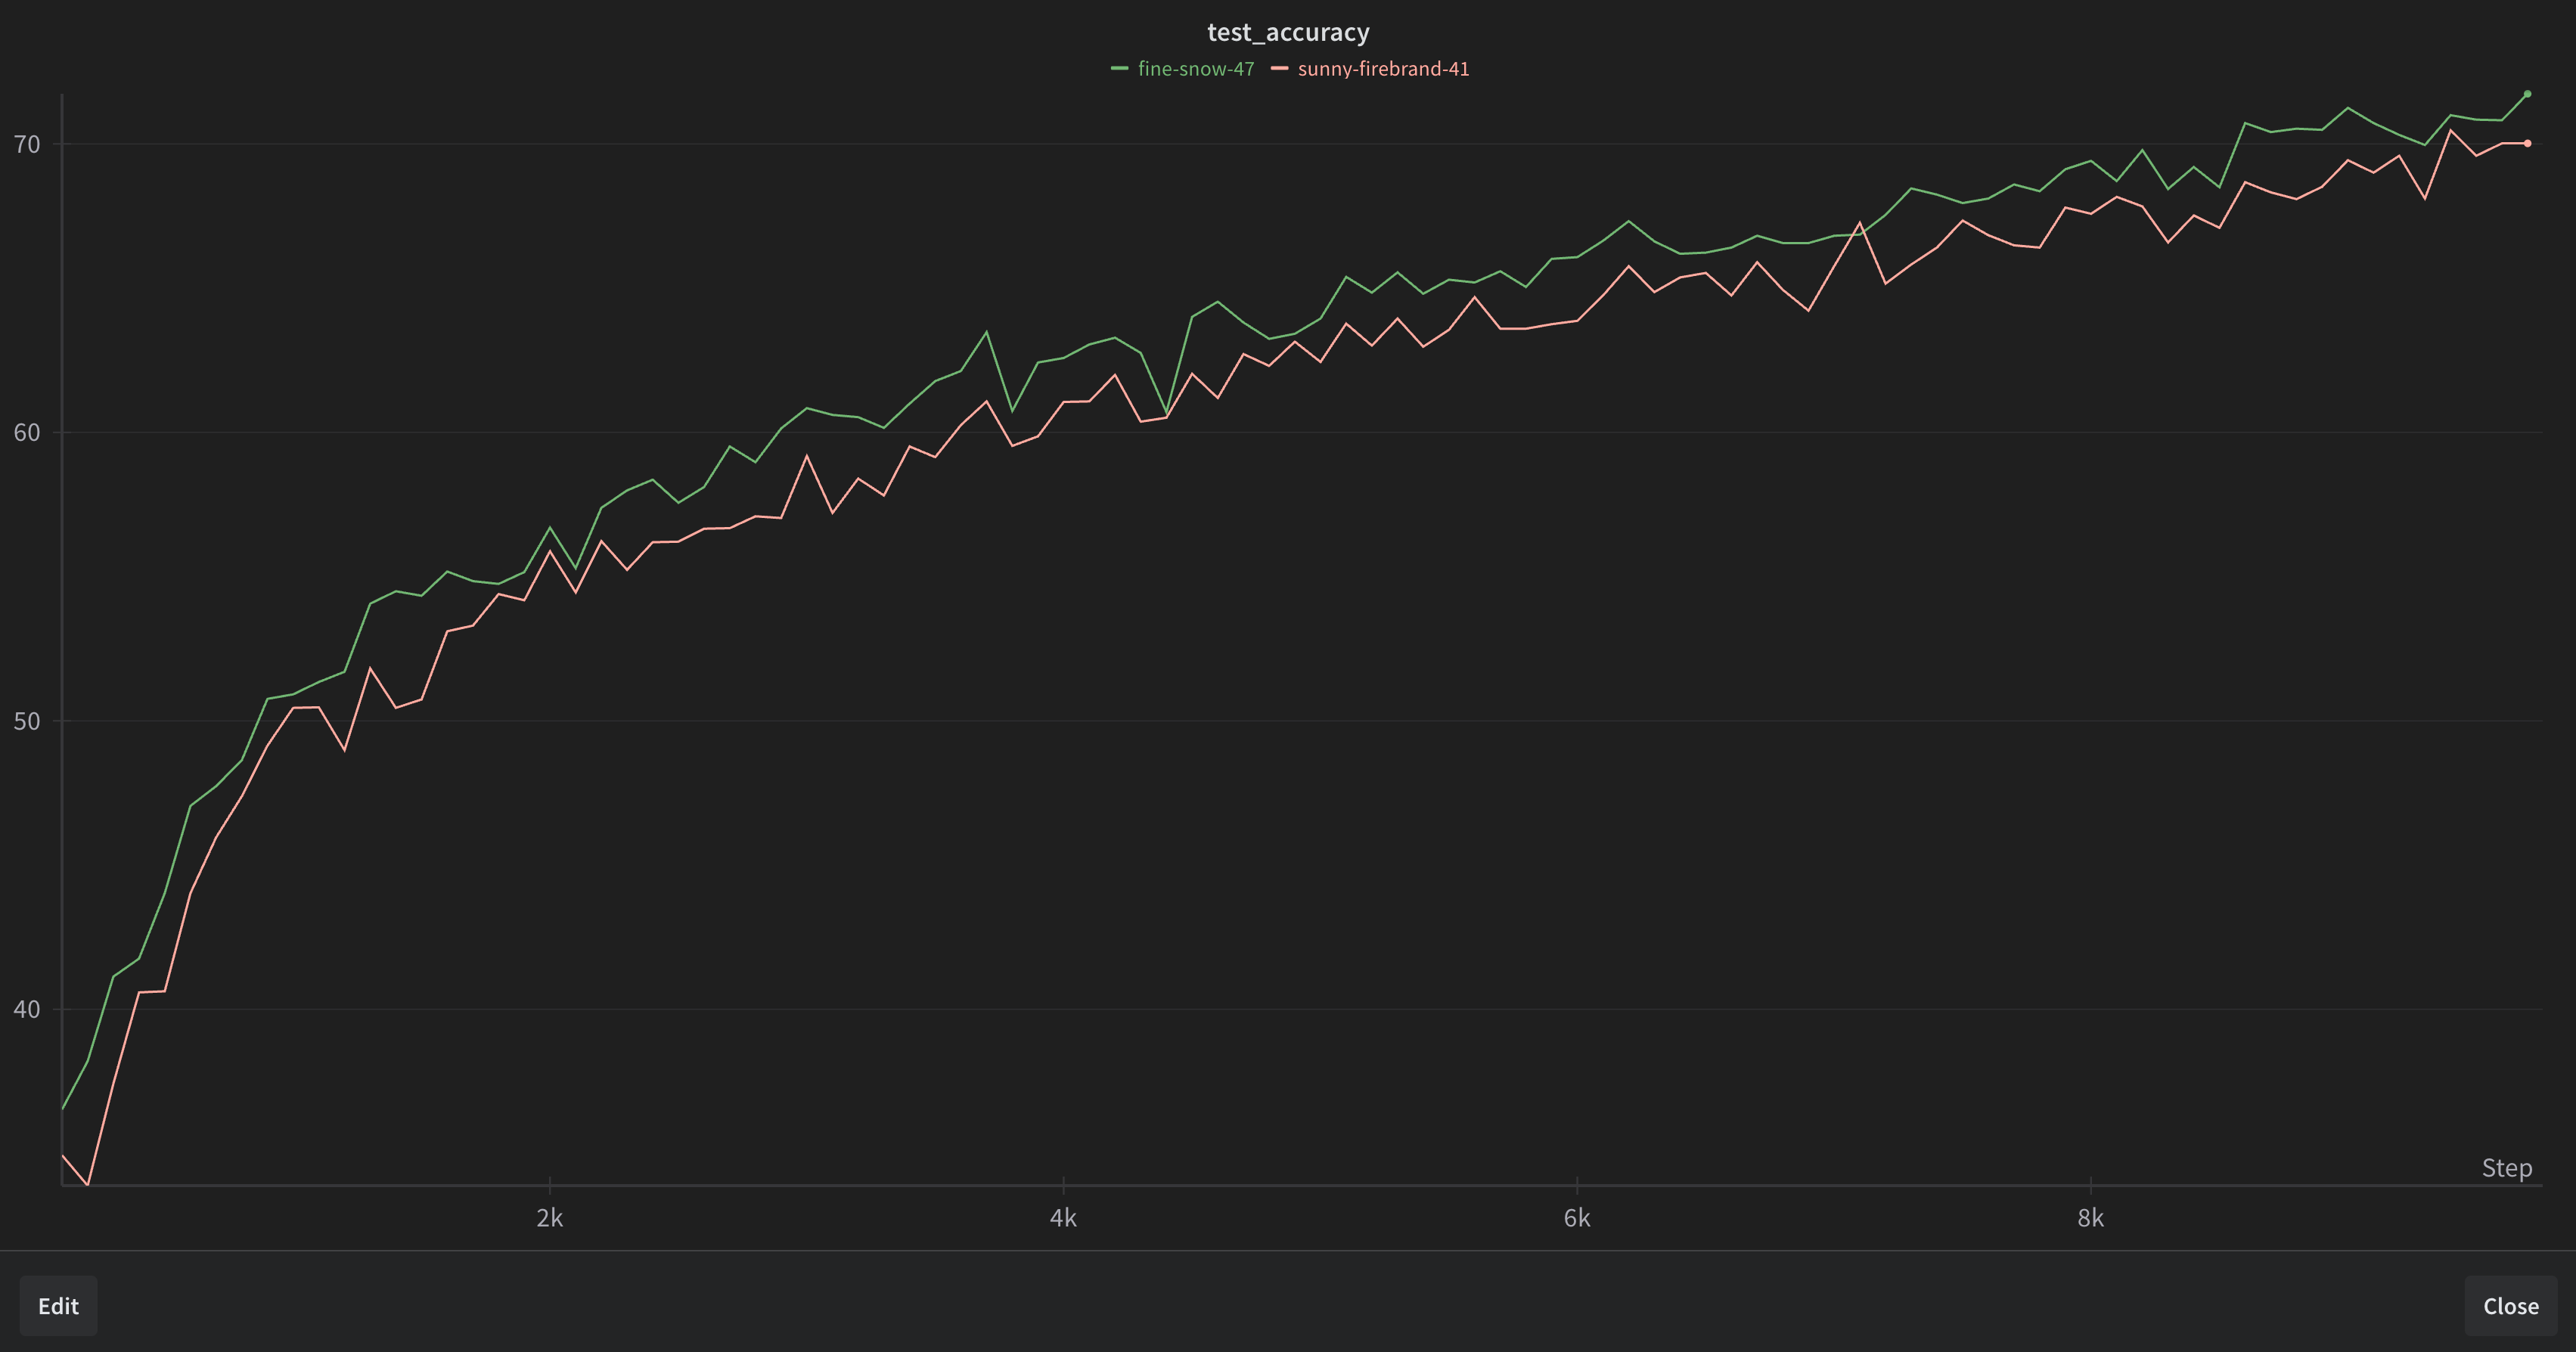 test_accuracy
fine-snow-47 sunny-firebrand-41
70
60
50
40
Step
2k 4k 6k 8k
Edit Close